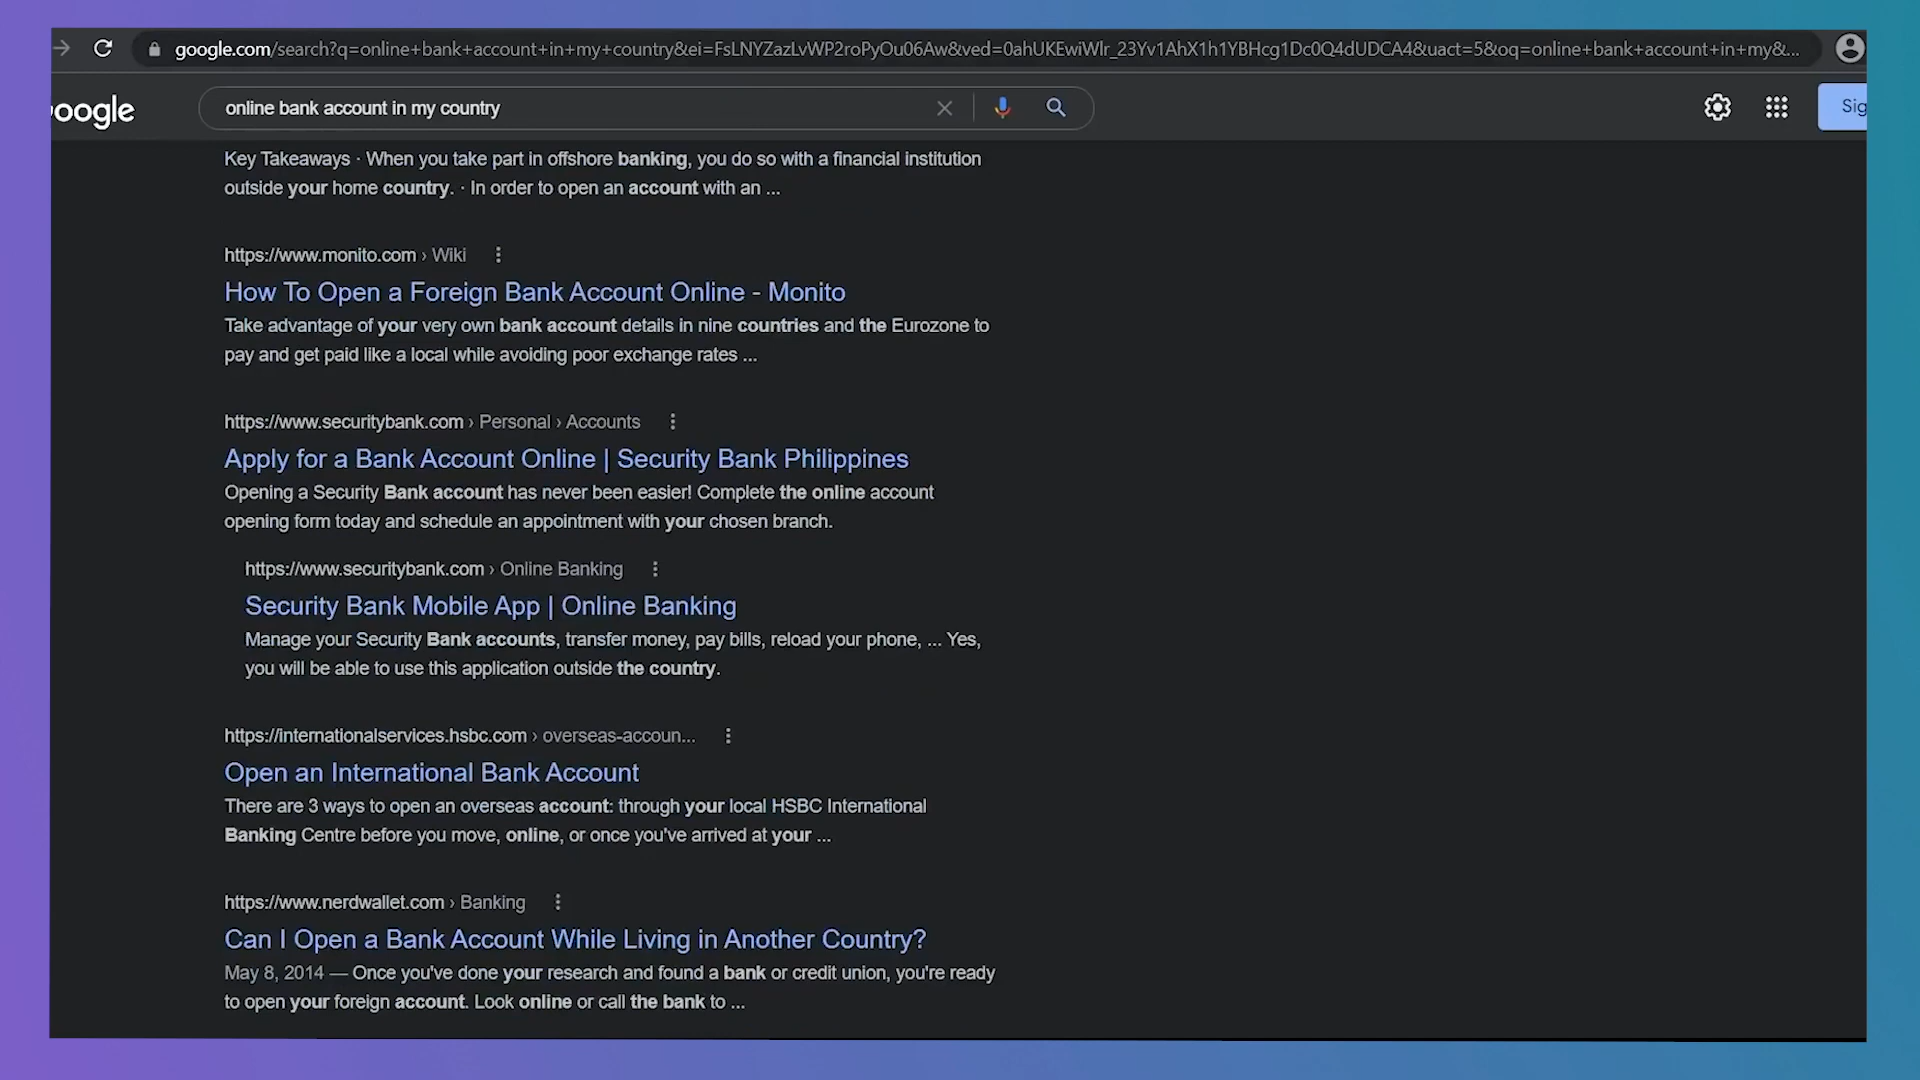 google.com/search?q=online+bank+account+in+my+country&ei=FsLNYZazLvWP2roPyOu06Aw&ved=0ahUKEwiWlr_23Yv1AhX1h1YBHcg1Dc0Q4dUDCA4&uact=5&oq=online+bank+account+in+my&...
oogle
online bank account in my country
Sig
Key Takeaways · When you take part in offshore banking, you do so with a financial institution
outside your home country. · In order to open an account with an ...
https://www.monito.com › Wiki
How To Open a Foreign Bank Account Online - Monito
Take advantage of your very own bank account details in nine countries and the Eurozone to
pay and get paid like a local while avoiding poor exchange rates ...
https://www.securitybank.com › Personal › Accounts
Apply for a Bank Account Online | Security Bank Philippines
Opening a Security Bank account has never been easier! Complete the online account
opening form today and schedule an appointment with your chosen branch.
https://www.securitybank.com › Online Banking
Security Bank Mobile App | Online Banking
Manage your Security Bank accounts, transfer money, pay bills, reload your phone, ... Yes,
you will be able to use this application outside the country.
https://internationalservices.hsbc.com › overseas-accoun...
Open an International Bank Account
There are 3 ways to open an overseas account: through your local HSBC International
Banking Centre before you move, online, or once you've arrived at your ...
https://www.nerdwallet.com › Banking
Can I Open a Bank Account While Living in Another Country?
May 8, 2014 — Once you've done your research and found a bank or credit union, you're ready
to open your foreign account. Look online or call the bank to ...